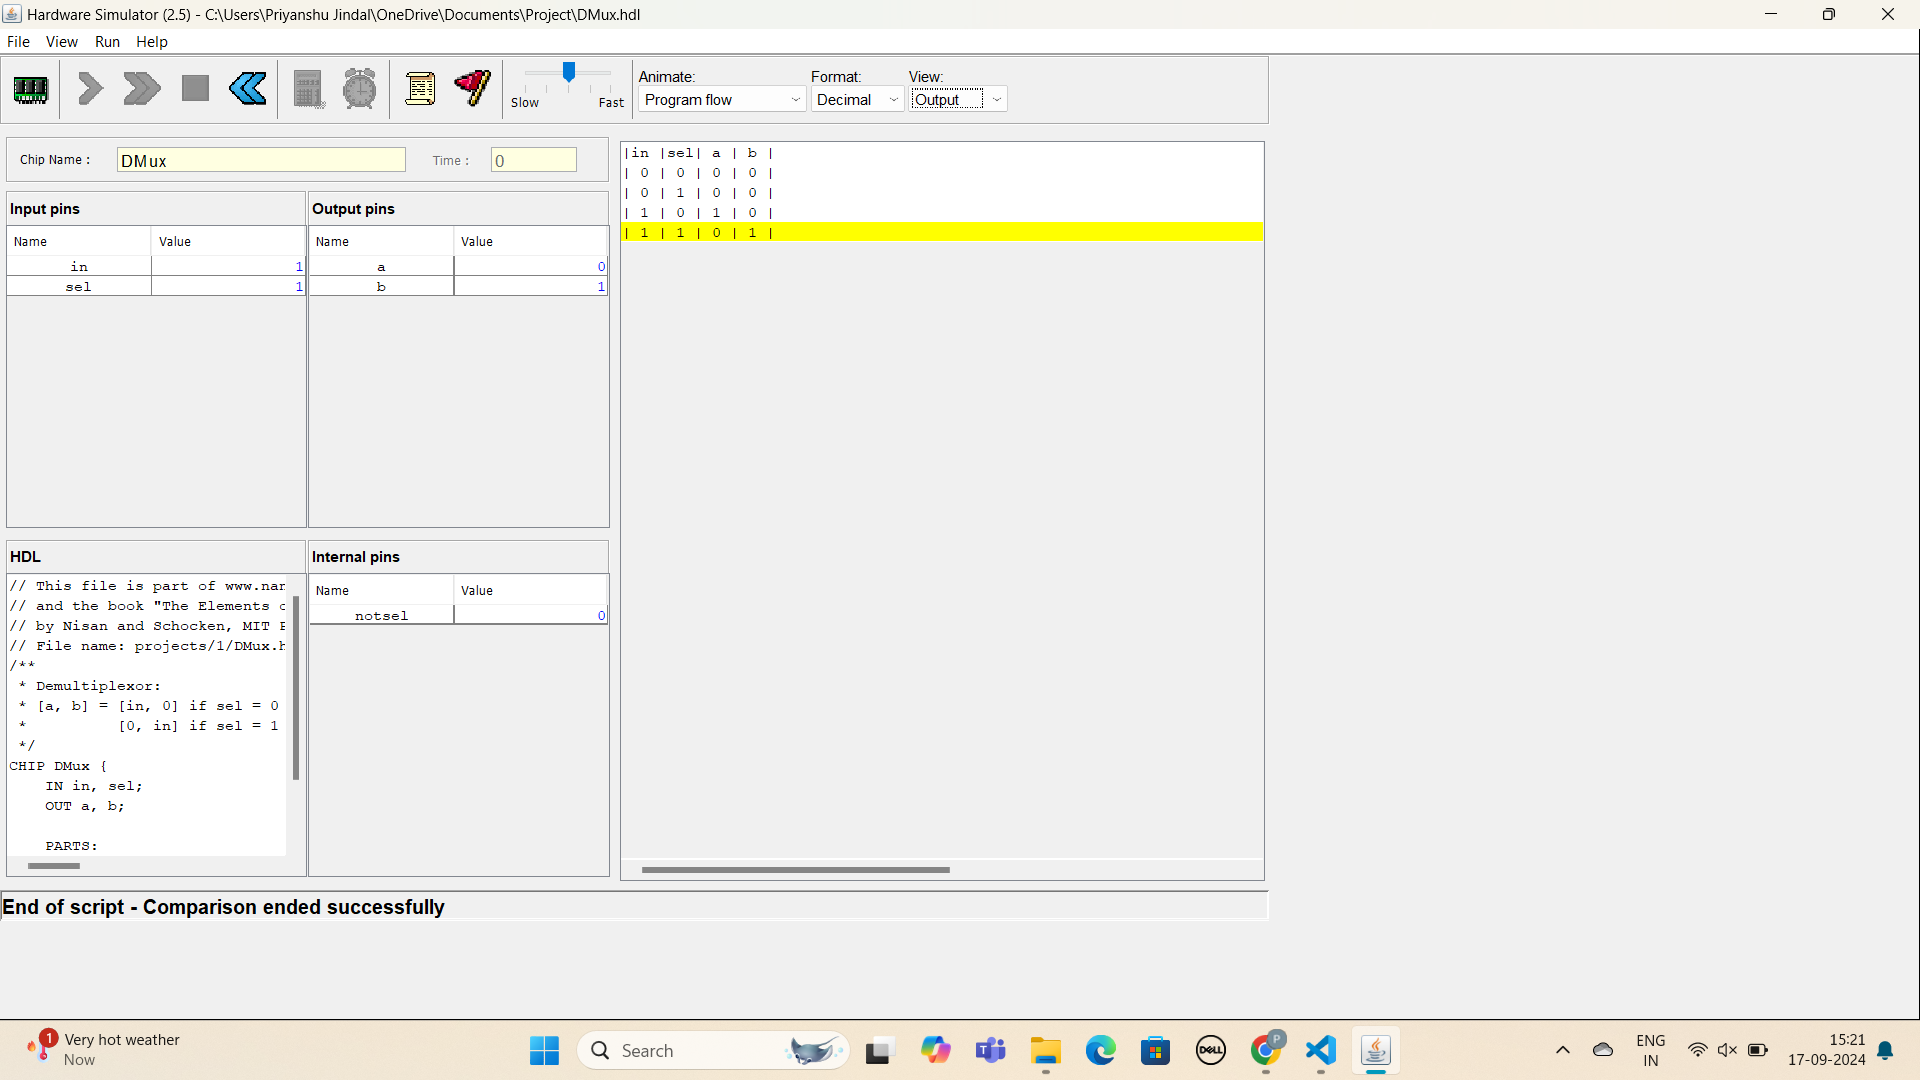 Hardware Simulator (2.5) - C:\Users\Priyanshu Jindal\OneDrive\Documents\Project\DMux.hdl
File View Run Help
Animate: Format: View:
Slow Fast Program flow Decimal Output
Chip Name : DMux Time : 0
Input pins
Name Value
in 1
sel 1
Output pins
Name Value
a 0
b 1
|in |sel| a | b |
| 0 | 0 | 0 | 0 |
| 0 | 1 | 0 | 0 |
| 1 | 0 | 1 | 0 |
| 1 | 1 | 0 | 1 |
HDL
// This file is part of www.nan
// and the book "The Elements o
// by Nisan and Schocken, MIT P
// File name: projects/1/DMux.h
/**
* Demultiplexor:
* [a, b] = [in, 0] if sel = 0
* [0, in] if sel = 1
*/
CHIP DMux {
IN in, sel;
OUT a, b;
PARTS:
Internal pins
Name Value
notsel 0
End of script - Comparison ended successfully
1
Very hot weather
Now
Search
DELL
P
ENG
IN
15:21
17-09-2024